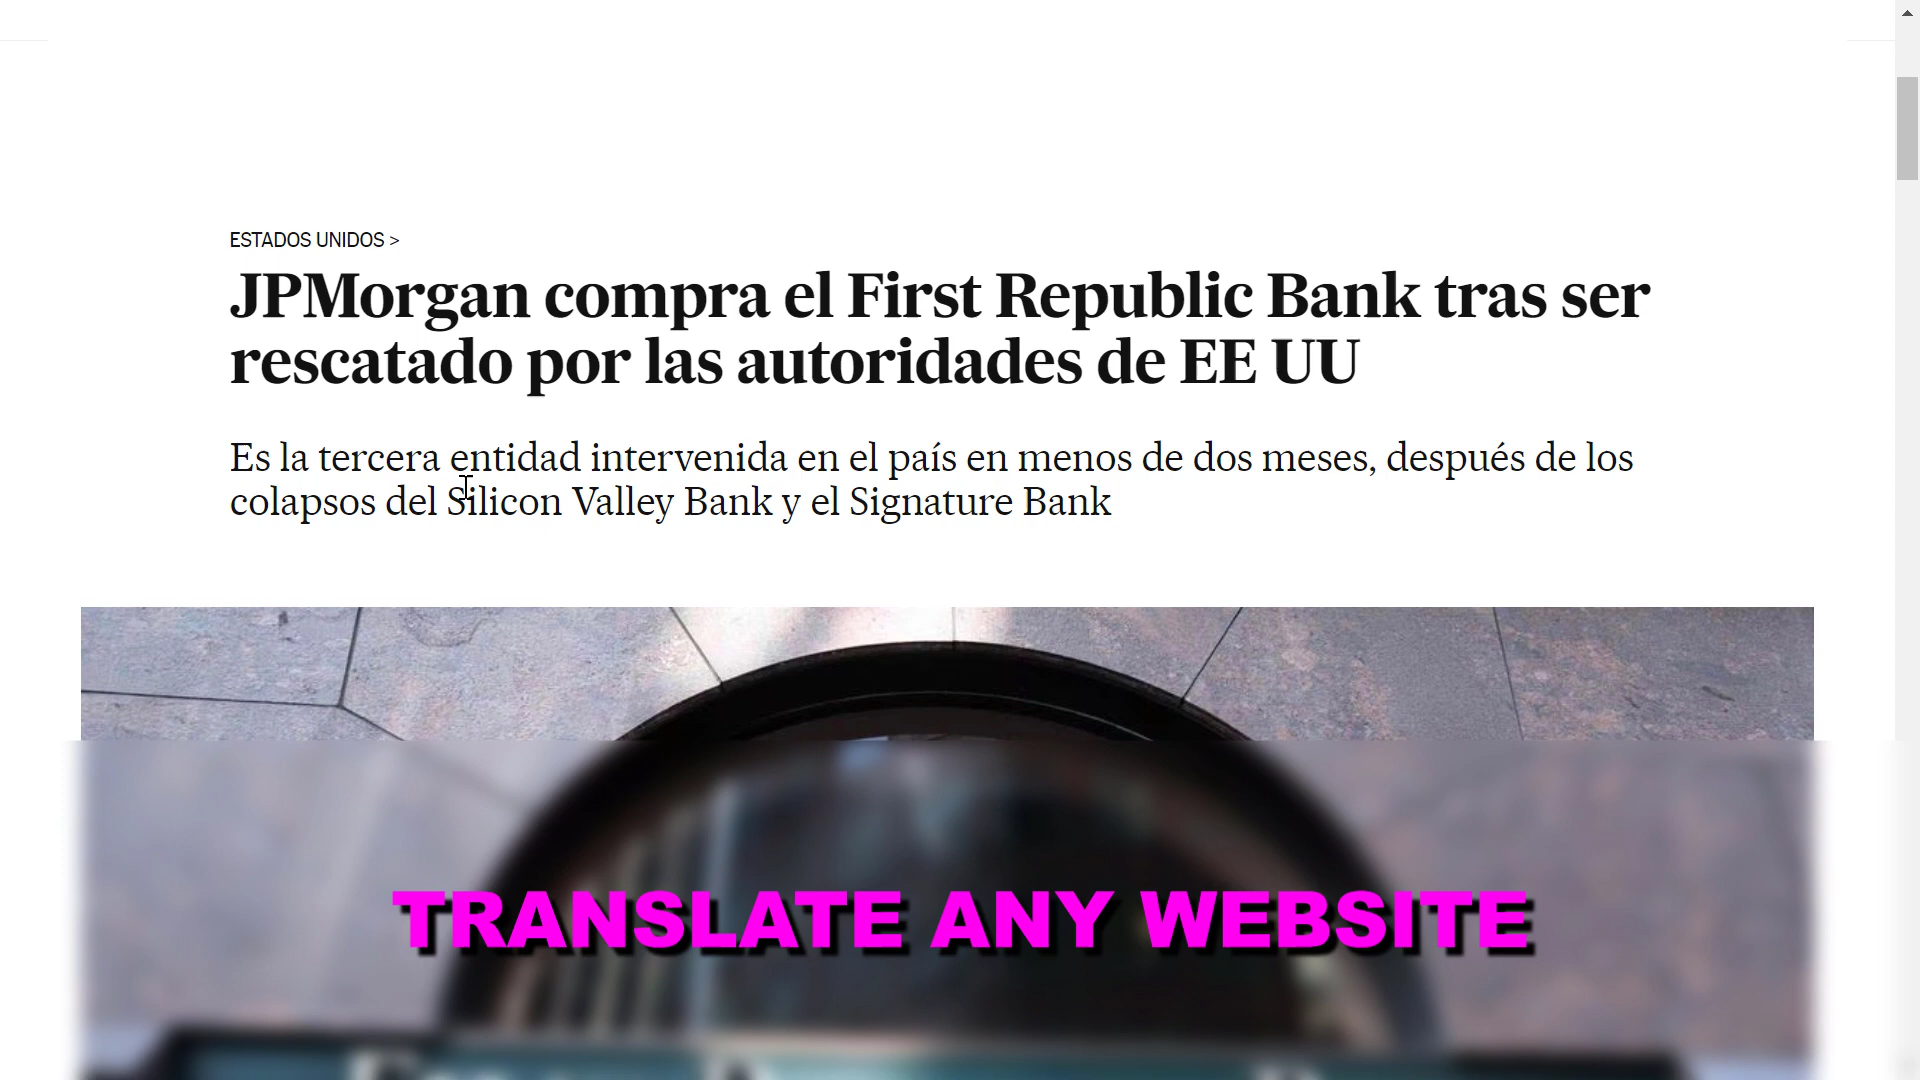 ESTADOS UNIDOS >
JPMorgan compra el First Republic Bank tras ser
rescatado por las autoridades de EE UU
Es la tercera entidad intervenida en el país en menos de dos meses, después de los
colapsos del Silicon Valley Bank y el Signature Bank
TRANSLATE ANY WEBSITE